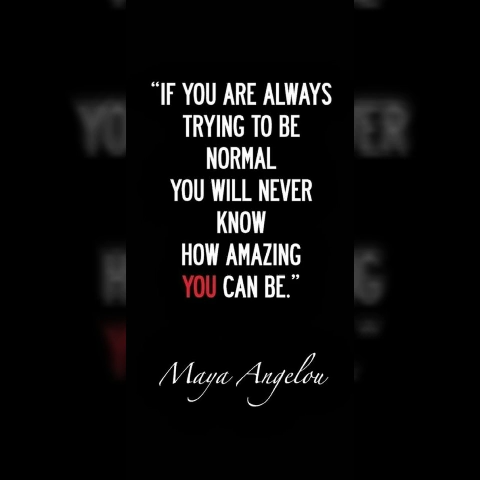 “IF YOU ARE ALWAYS
TRYING TO BE
NORMAL
YOU WILL NEVER
KNOW
HOW AMAZING
YOU CAN BE.”
Maya Angelou